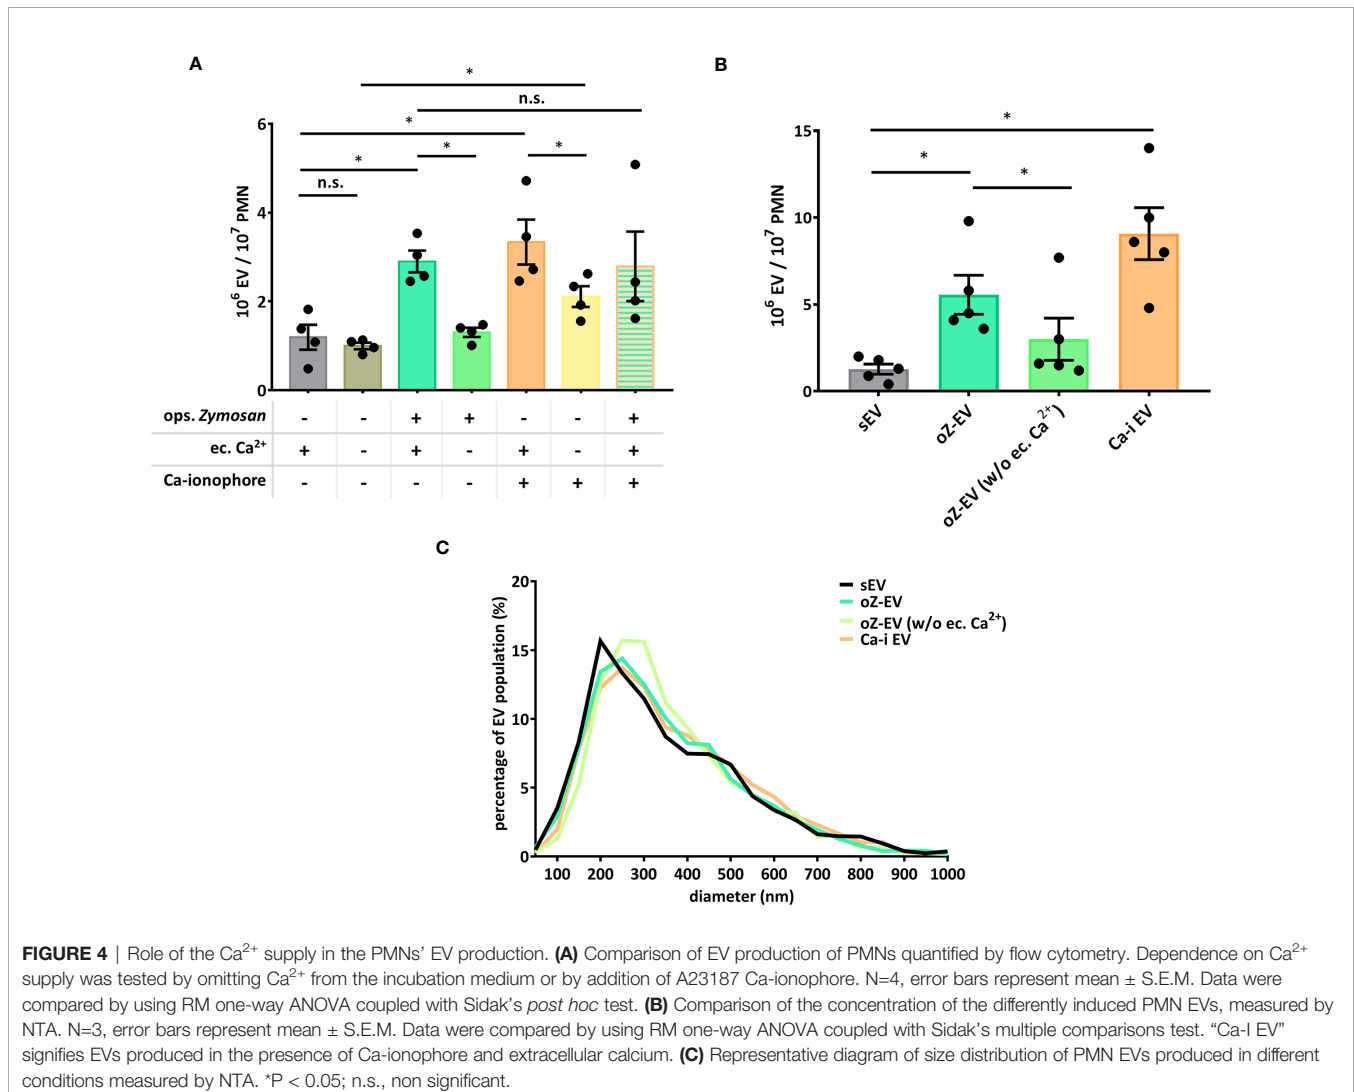 A
*
n.s.
*
*
*
*
n.s.
10⁶ EV / 10⁷ PMN
6
4
2
0
ops. Zymosan - - + + - - +
ec. Ca²⁺ + - + - + - +
Ca-ionophore - - - - + + +
B
*
*
*
10⁶ EV / 10⁷ PMN
15
10
5
0
sEV
oZ-EV
oZ-EV (w/o ec. Ca²⁺)
Ca-i EV
C
percentage of EV population (%)
20
15
10
5
0
100 200 300 400 500 600 700 800 900 1000
diameter (nm)
sEV
oZ-EV
oZ-EV (w/o ec. Ca²⁺)
Ca-i EV
FIGURE 4 | Role of the Ca²⁺ supply in the PMNs’ EV production. (A) Comparison of EV production of PMNs quantified by flow cytometry. Dependence on Ca²⁺
supply was tested by omitting Ca²⁺ from the incubation medium or by addition of A23187 Ca-ionophore. N=4, error bars represent mean ± S.E.M. Data were
compared by using RM one-way ANOVA coupled with Sidak’s post hoc test. (B) Comparison of the concentration of the differently induced PMN EVs, measured by
NTA. N=3, error bars represent mean ± S.E.M. Data were compared by using RM one-way ANOVA coupled with Sidak’s multiple comparisons test. “Ca-I EV”
signifies EVs produced in the presence of Ca-ionophore and extracellular calcium. (C) Representative diagram of size distribution of PMN EVs produced in different
conditions measured by NTA. *P < 0.05; n.s., non significant.